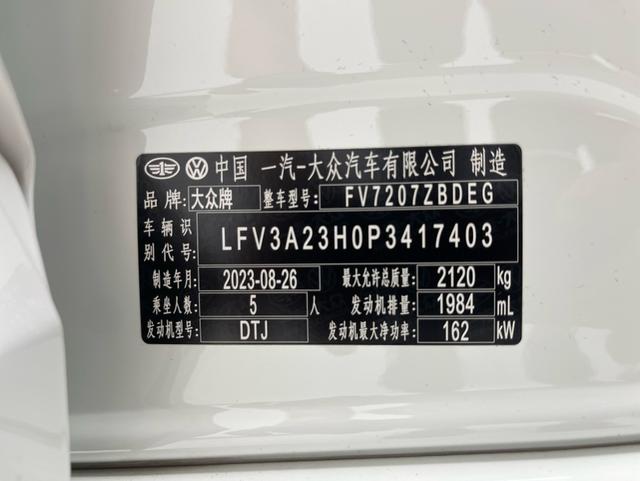 中国 一汽-大众汽车有限公司 制造
品牌: 大众牌 整车型号: FV7207ZBDEG
车辆识别代号: LFV3A23H0P3417403
制造年月: 2023-08-26 最大允许总质量: 2120 kg
乘坐人数: 5 人 发动机排量: 1984 mL
发动机型号: DTJ 发动机最大净功率: 162 kW